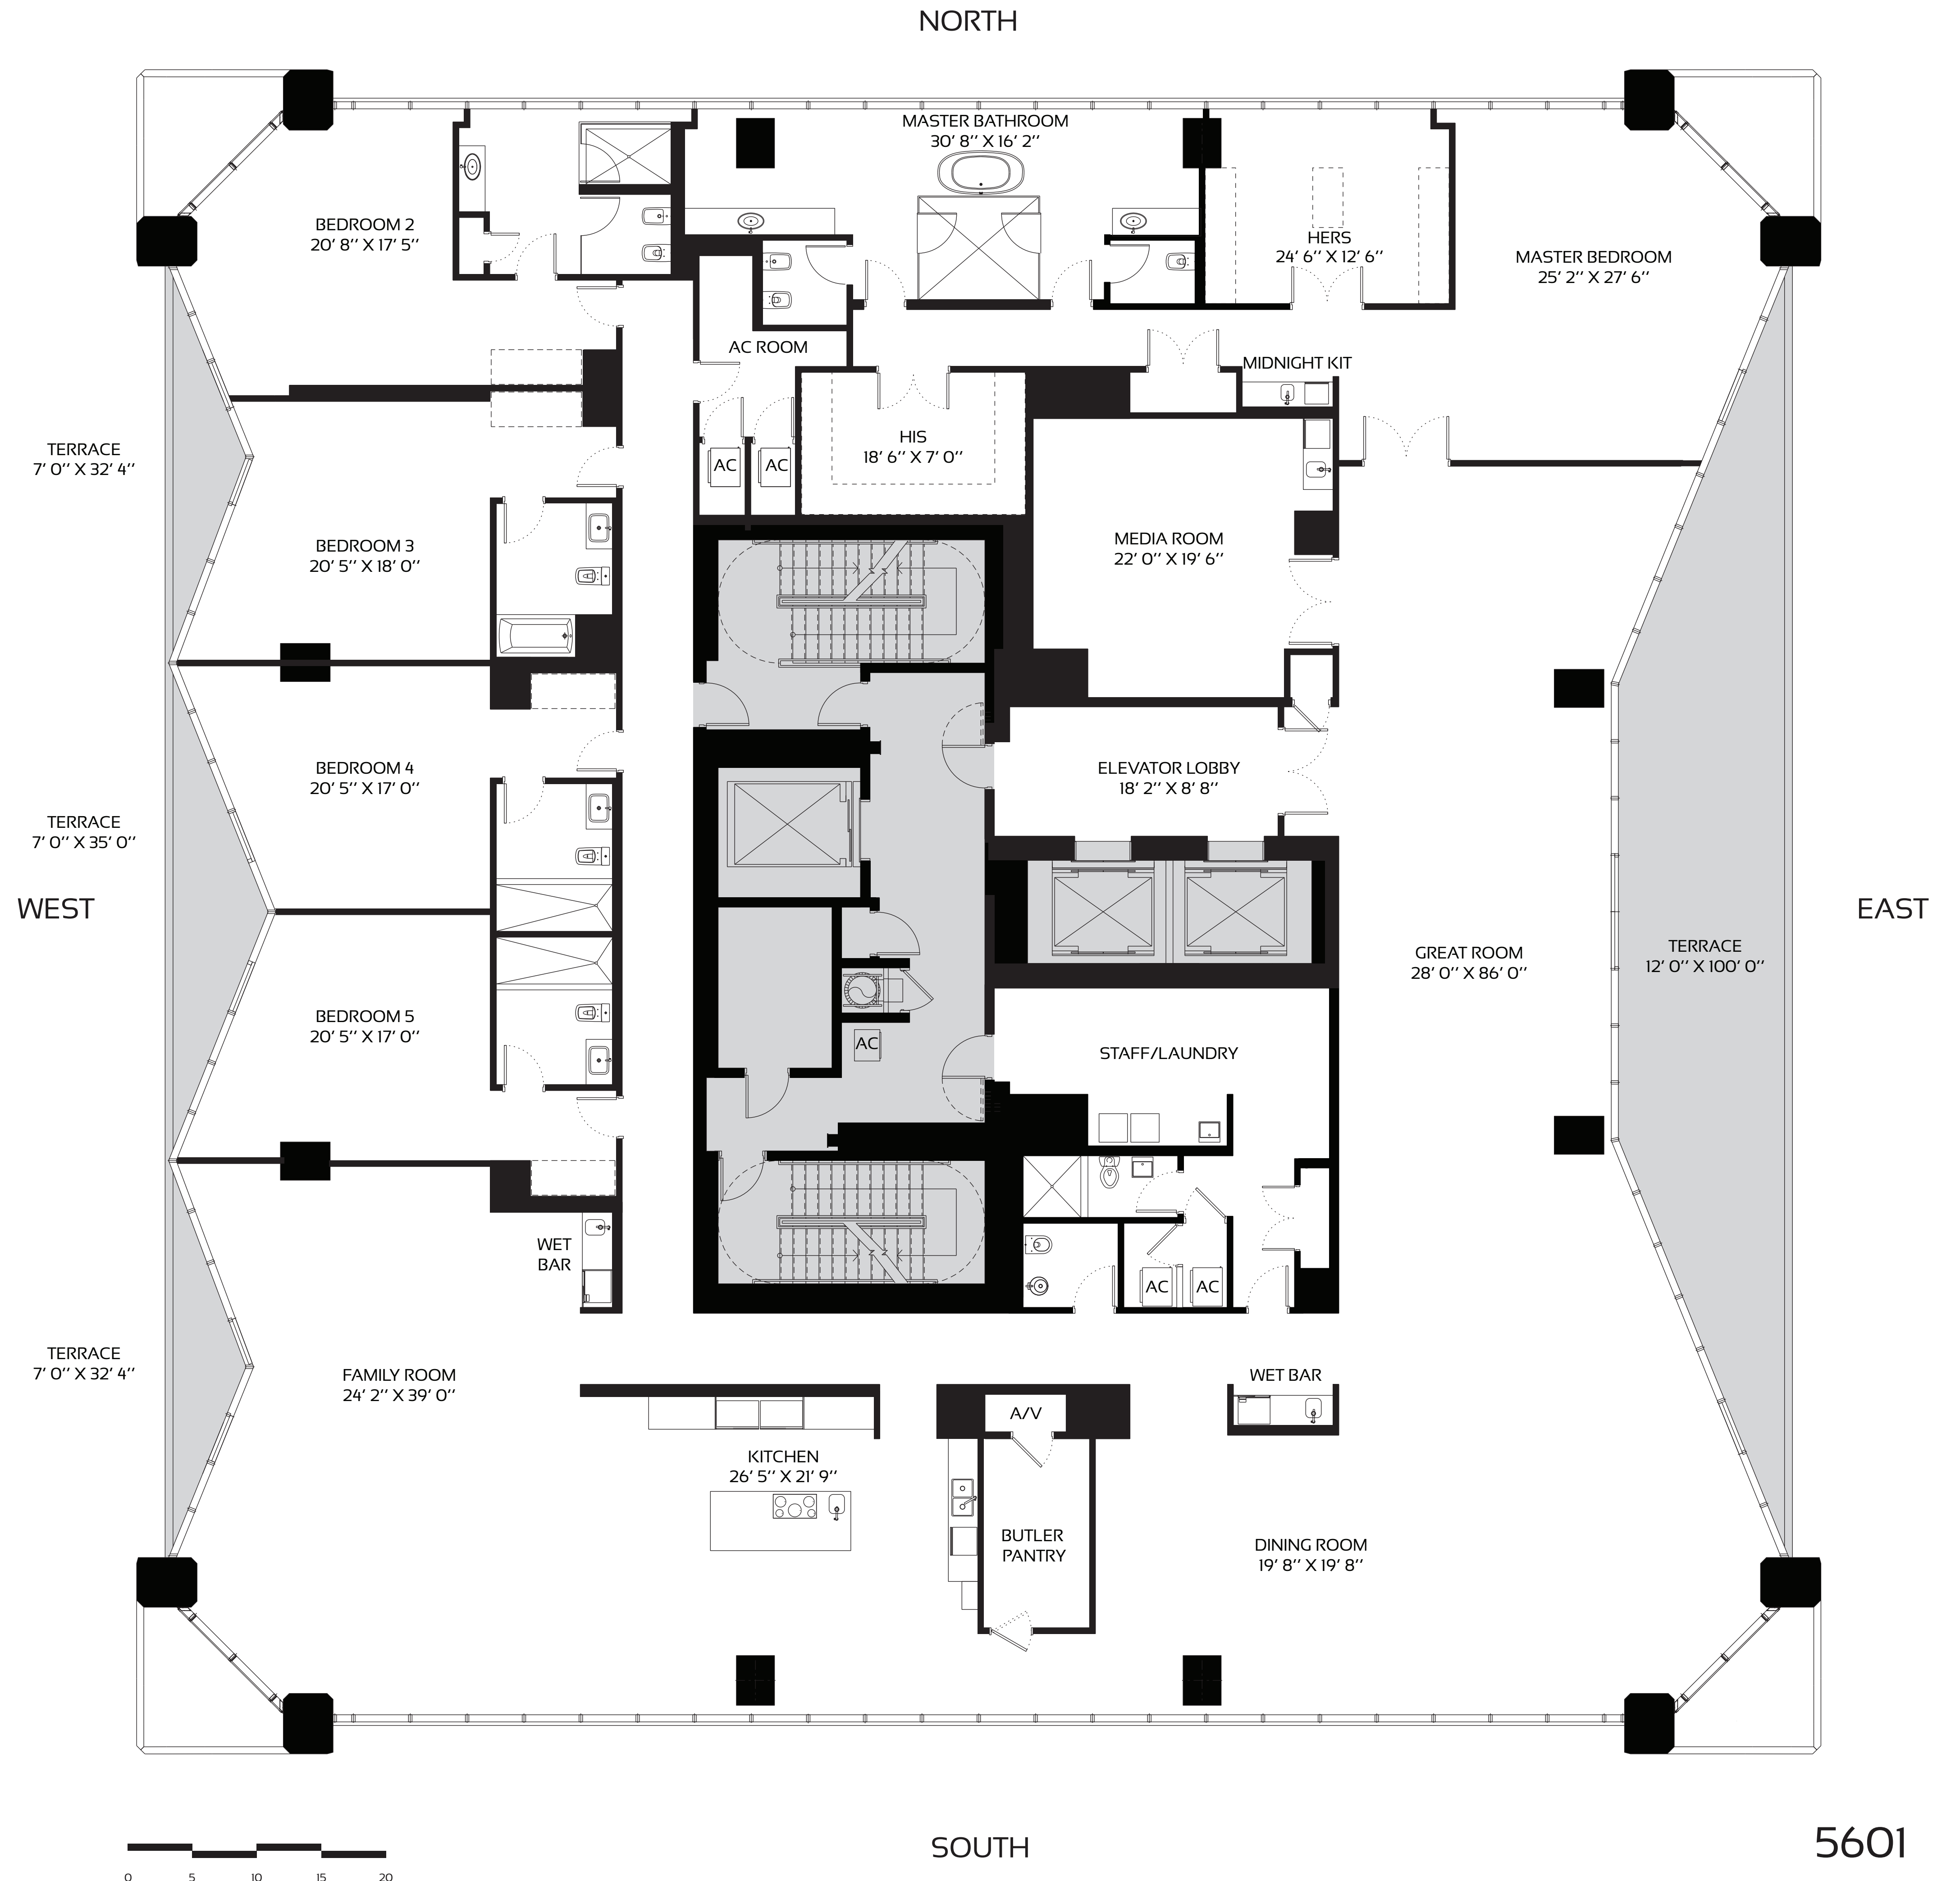 NORTH
MASTER BATHROOM
30’ 8’’ X 16’ 2’’
BEDROOM 2
20’ 8’’ X 17’ 5’’
HERS
24’ 6’’ X 12’ 6’’
MASTER BEDROOM
25’ 2’’ X 27’ 6’’
AC ROOM
MIDNIGHT KIT
TERRACE
7’ 0’’ X 32’ 4’’
HIS
18’ 6’’ X 7’ 0’’
AC
AC
BEDROOM 3
20’ 5’’ X 18’ 0’’
MEDIA ROOM
22’ 0’’ X 19’ 6’’
BEDROOM 4
20’ 5’’ X 17’ 0’’
ELEVATOR LOBBY
18’ 2’’ X 8’ 8’’
TERRACE
7’ 0’’ X 35’ 0’’
WEST
EAST
GREAT ROOM
28’ 0’’ X 86’ 0’’
TERRACE
12’ 0’’ X 100’ 0’’
BEDROOM 5
20’ 5’’ X 17’ 0’’
AC
STAFF/LAUNDRY
WET
BAR
AC
AC
TERRACE
7’ 0’’ X 32’ 4’’
FAMILY ROOM
24’ 2’’ X 39’ 0’’
WET BAR
A/V
KITCHEN
26’ 5’’ X 21’ 9’’
BUTLER
PANTRY
DINING ROOM
19’ 8’’ X 19’ 8’’
SOUTH
5601
0 5 10 15 20